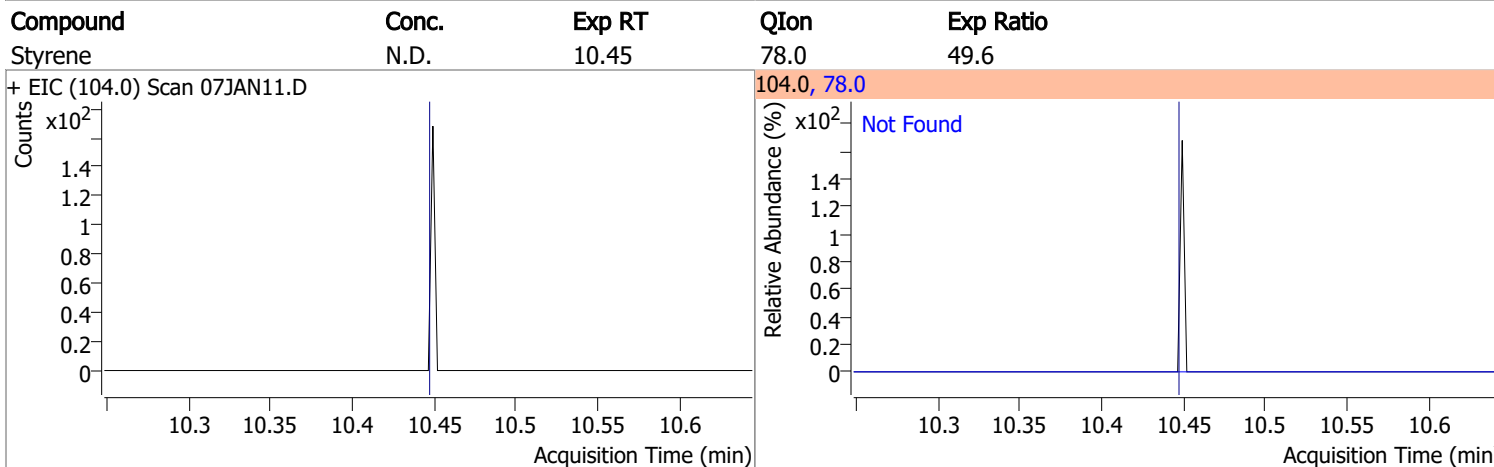 Compound Conc. Exp RT QIon Exp Ratio
Styrene N.D. 10.45 78.0 49.6
+ EIC (104.0) Scan 07JAN11.D
Counts
x10²
1.4
1.2
1
0.8
0.6
0.4
0.2
0
10.3 10.35 10.4 10.45 10.5 10.55 10.6
Acquisition Time (min)
104.0, 78.0
Relative Abundance (%)
x10²
Not Found
1.4
1.2
1
0.8
0.6
0.4
0.2
0
10.3 10.35 10.4 10.45 10.5 10.55 10.6
Acquisition Time (min